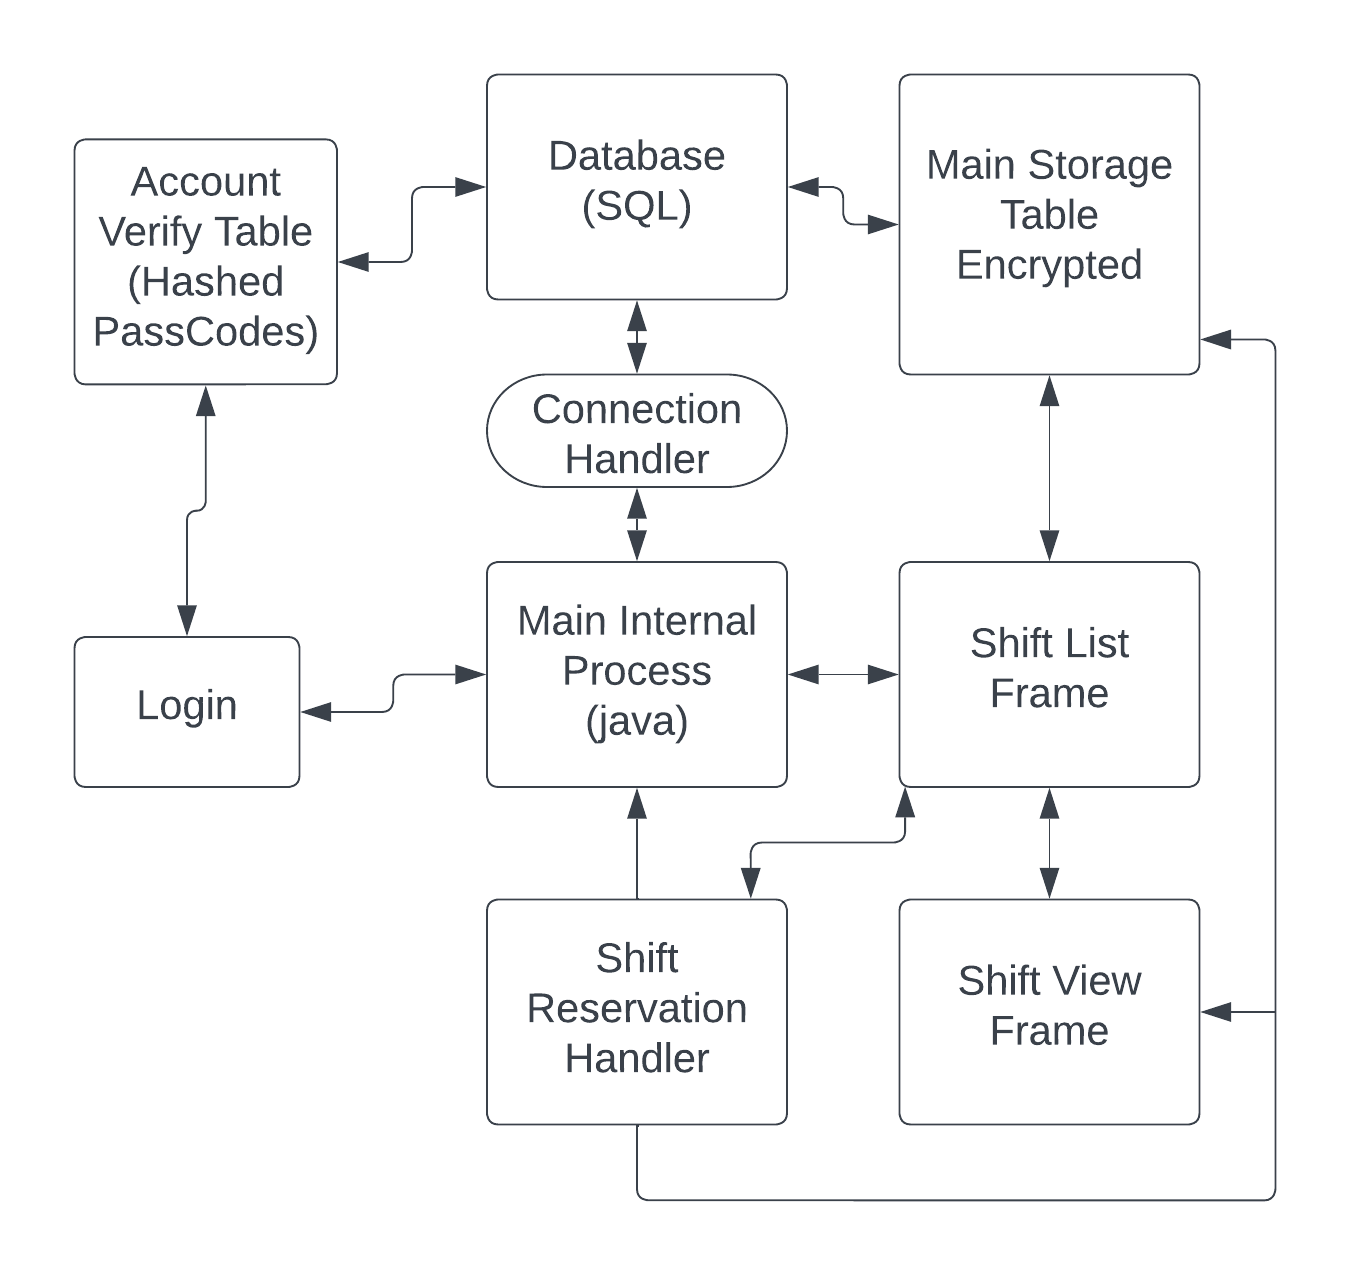 Account
Verify Table
(Hashed
PassCodes)
Database
(SQL)
Main Storage
Table
Encrypted
Connection
Handler
Login
Main Internal
Process
(java)
Shift List
Frame
Shift
Reservation
Handler
Shift View
Frame